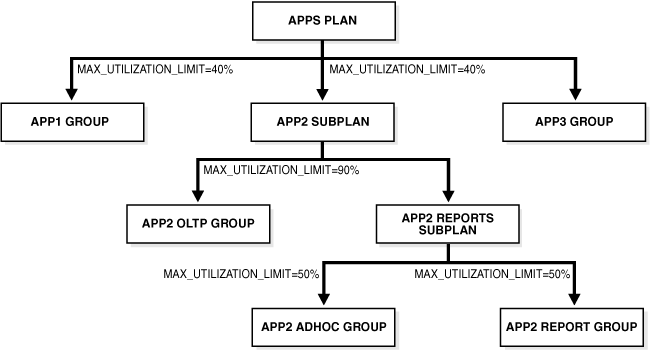 APPS PLAN
MAX_UTILIZATION_LIMIT=40%
MAX_UTILIZATION_LIMIT=40%
APP1 GROUP
APP2 SUBPLAN
APP3 GROUP
MAX_UTILIZATION_LIMIT=90%
APP2 OLTP GROUP
APP2 REPORTS
SUBPLAN
MAX_UTILIZATION_LIMIT=50%
MAX_UTILIZATION_LIMIT=50%
APP2 ADHOC GROUP
APP2 REPORT GROUP